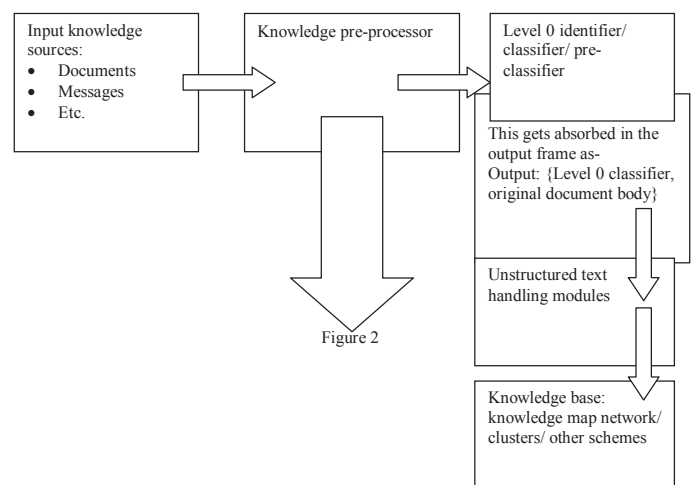 Input knowledge
sources:
• Documents
• Messages
• Etc.
Knowledge pre-processor
Level 0 identifier/
classifier/ pre-
classifier
This gets absorbed in the
output frame as-
Output: {Level 0 classifier,
original document body}
Unstructured text
handling modules
Figure 2
Knowledge base:
knowledge map network/
clusters/ other schemes